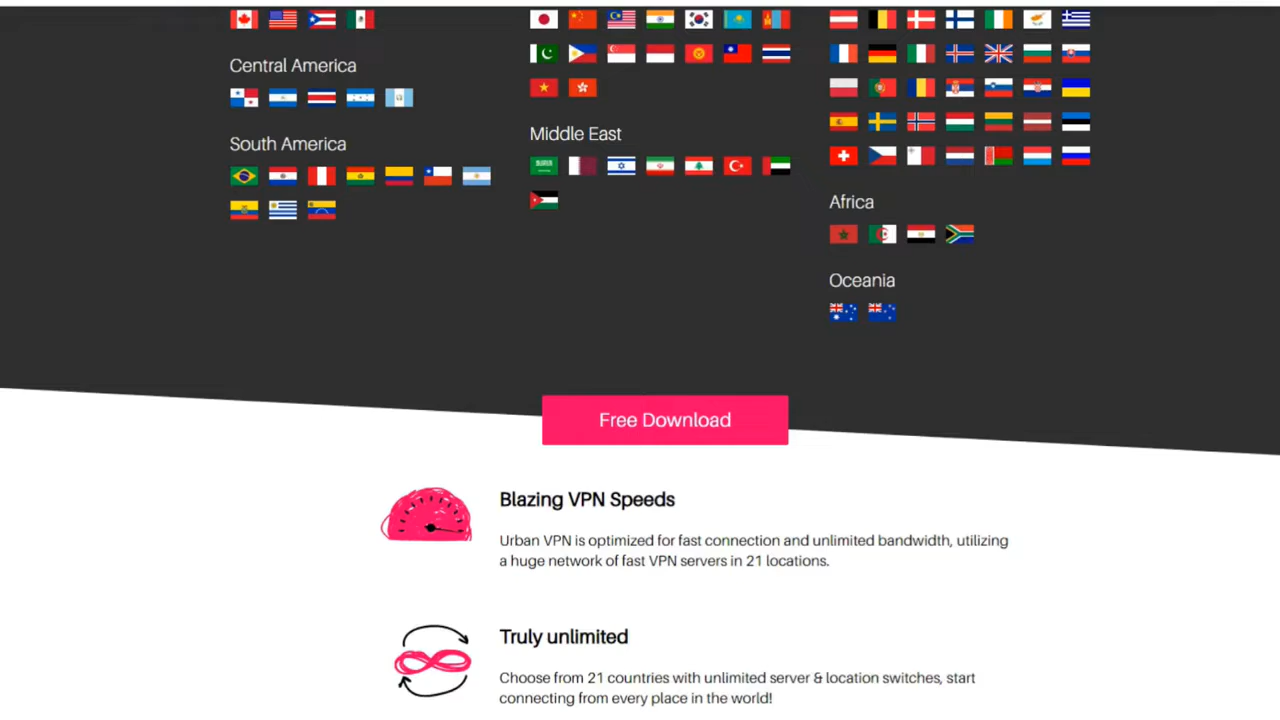 Central America
South America
Middle East
Africa
Oceania
Free Download
Blazing VPN Speeds
Urban VPN is optimized for fast connection and unlimited bandwidth, utilizing
a huge network of fast VPN servers in 21 locations.
Truly unlimited
Choose from 21 countries with unlimited server & location switches, start
connecting from every place in the world!